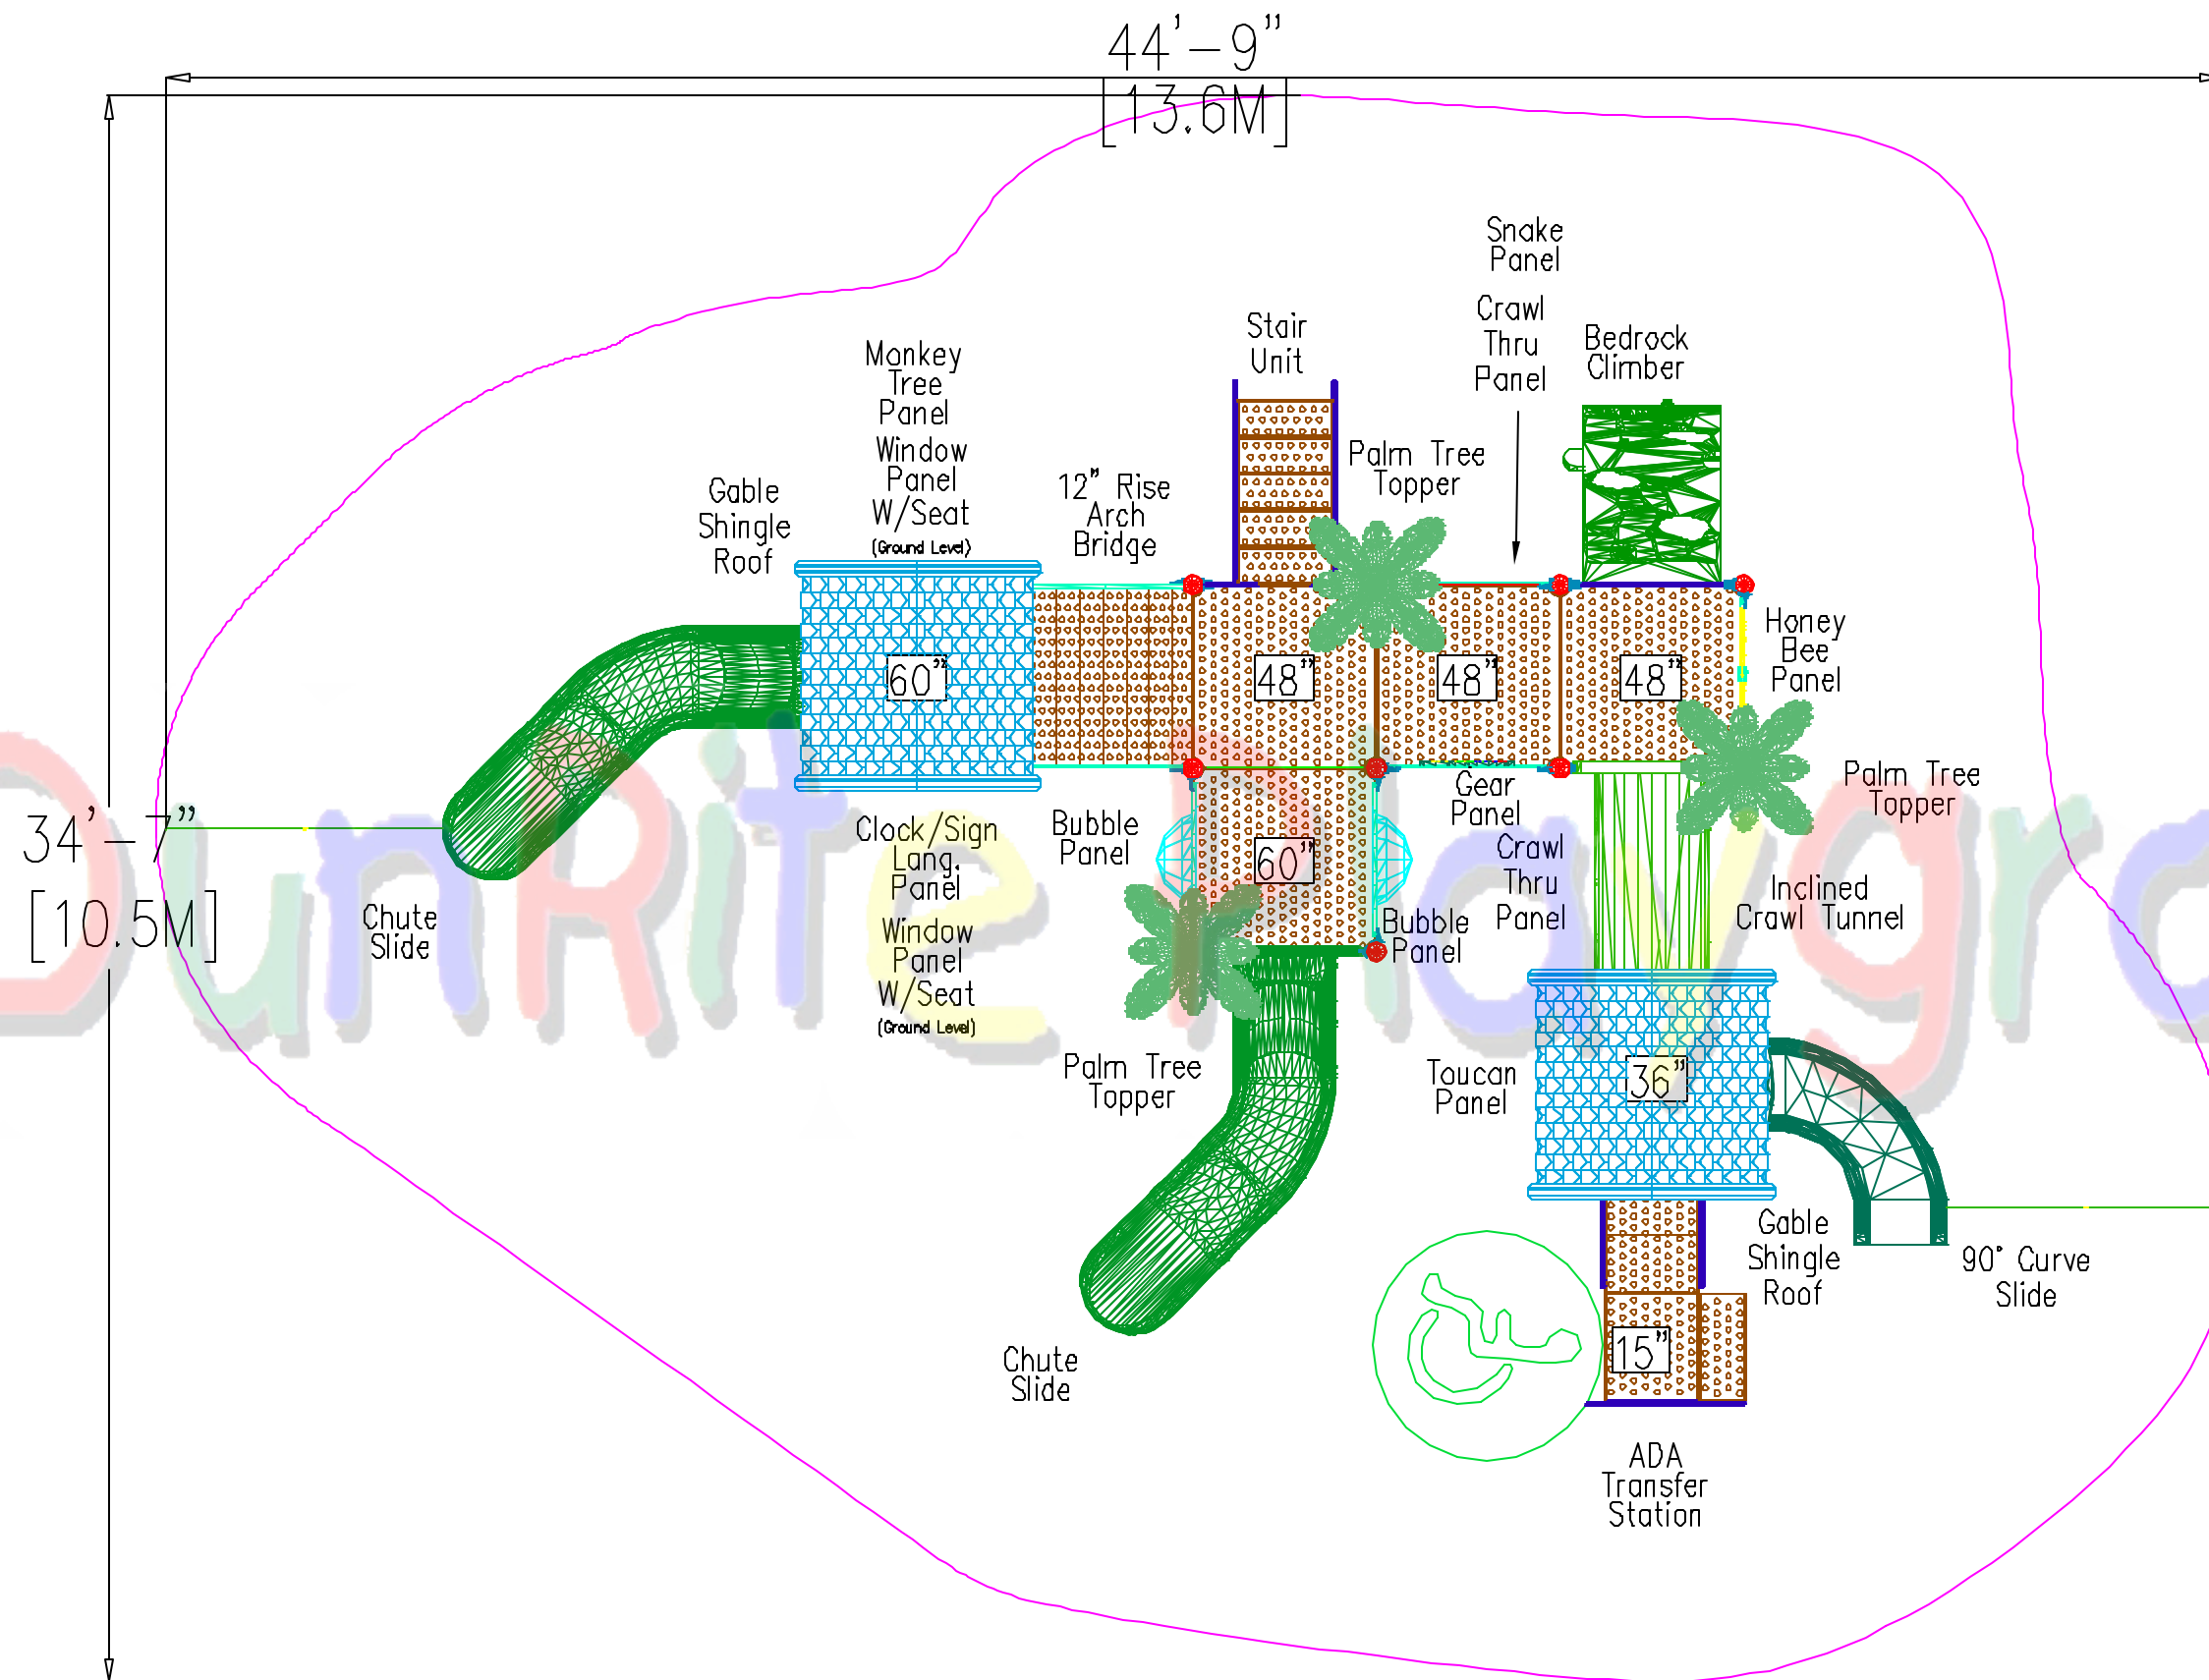 44'-9"
[13.6M]
Snake
Panel
Crawl
Thru
Panel
Stair
Unit
Bedrock
Climber
Monkey
Tree
Panel
Window
Panel
W/Seat
(Ground Level)
Gable
Shingle
Roof
12" Rise
Arch
Bridge
Palm Tree
Topper
Honey
Bee
Panel
60"
48"
48"
48"
34'-7"
[10.5M]
Chute
Slide
Clock/Sign
Lang.
Panel
Window
Panel
W/Seat
(Ground Level)
Bubble
Panel
60"
Gear
Panel
Crawl
Thru
Panel
Bubble
Panel
Palm Tree
Topper
Inclined
Crawl Tunnel
DunRite Playgro
Palm Tree
Topper
Toucan
Panel
36"
Gable
Shingle
Roof
90° Curve
Slide
Chute
Slide
15"
ADA
Transfer
Station